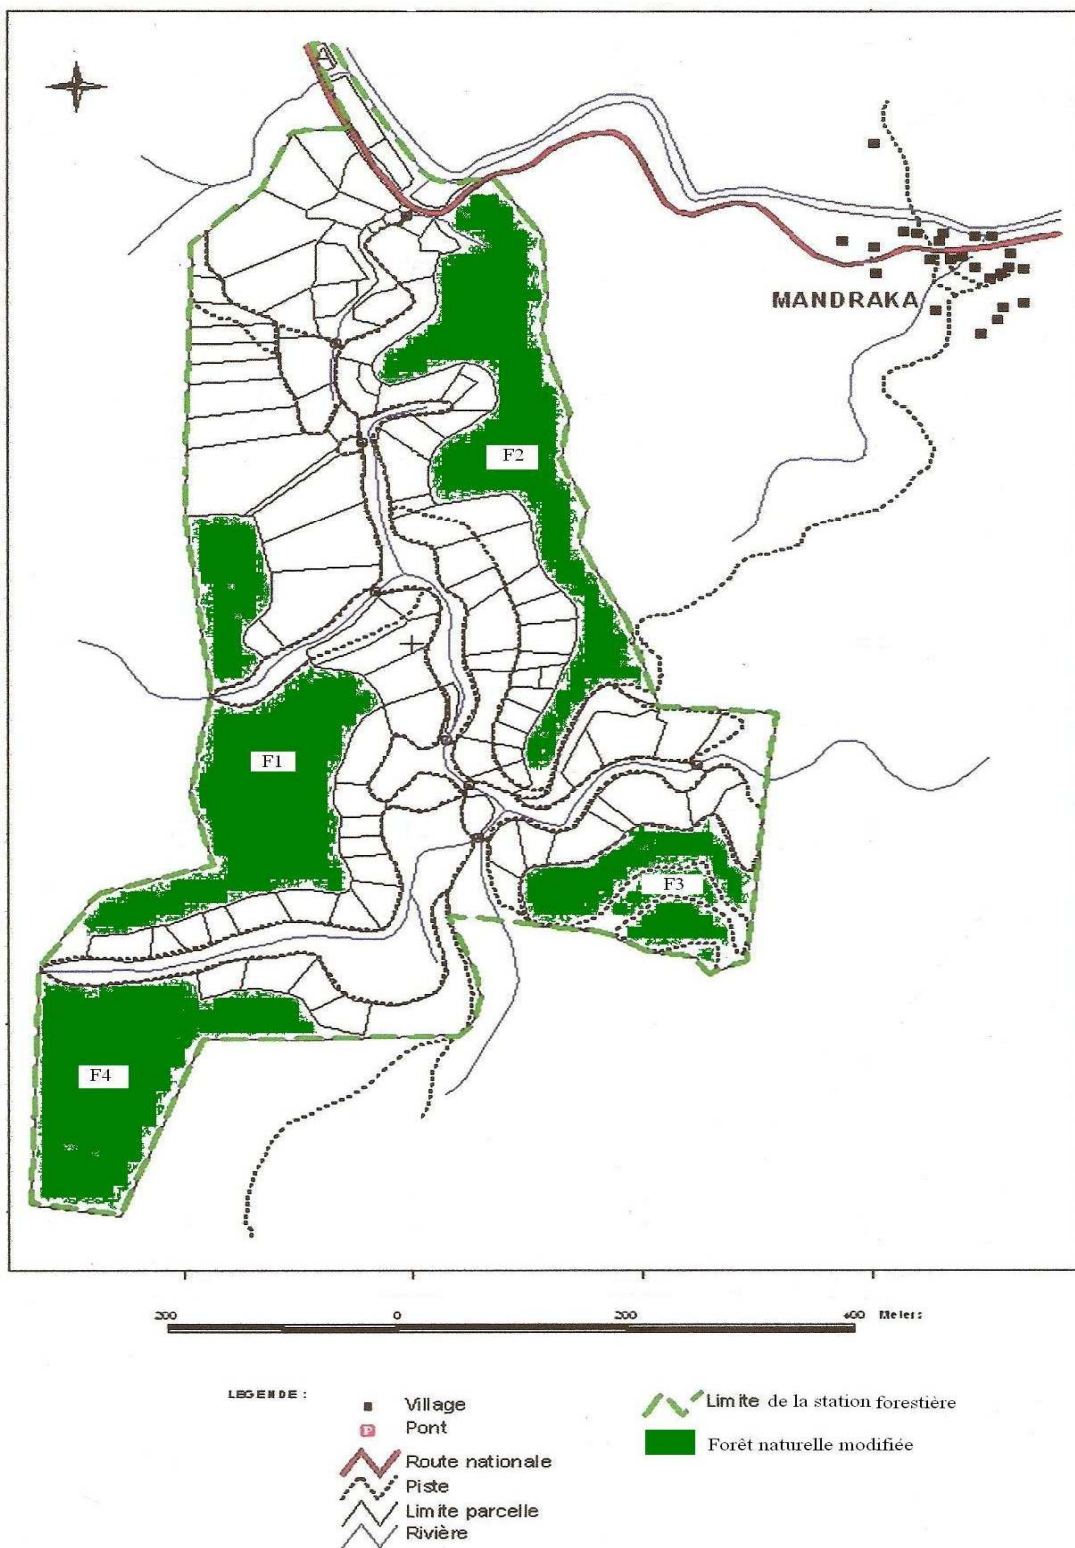 MANDRAKA
F2
F1
F3
F4
200 0 200 400 Meters
LEGENDE :
Village
P Pont
Route nationale
Piste
Limite parcelle
Rivière
Limite de la station forestière
Forêt naturelle modifiée